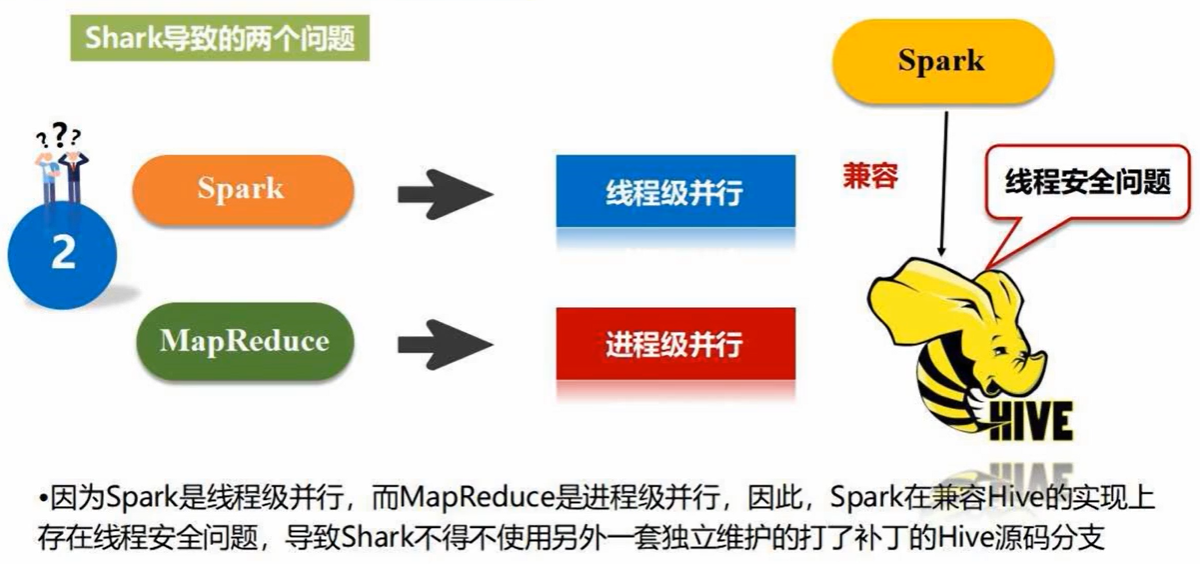 Shark导致的两个问题
Spark
? ? ?
Spark
线程级并行
兼容
线程安全问题
2
MapReduce
进程级并行
HIVE
•因为Spark是线程级并行，而MapReduce是进程级并行，因此，Spark在兼容Hive的实现上
存在线程安全问题，导致Shark不得不使用另外一套独立维护的打了补丁的Hive源码分支